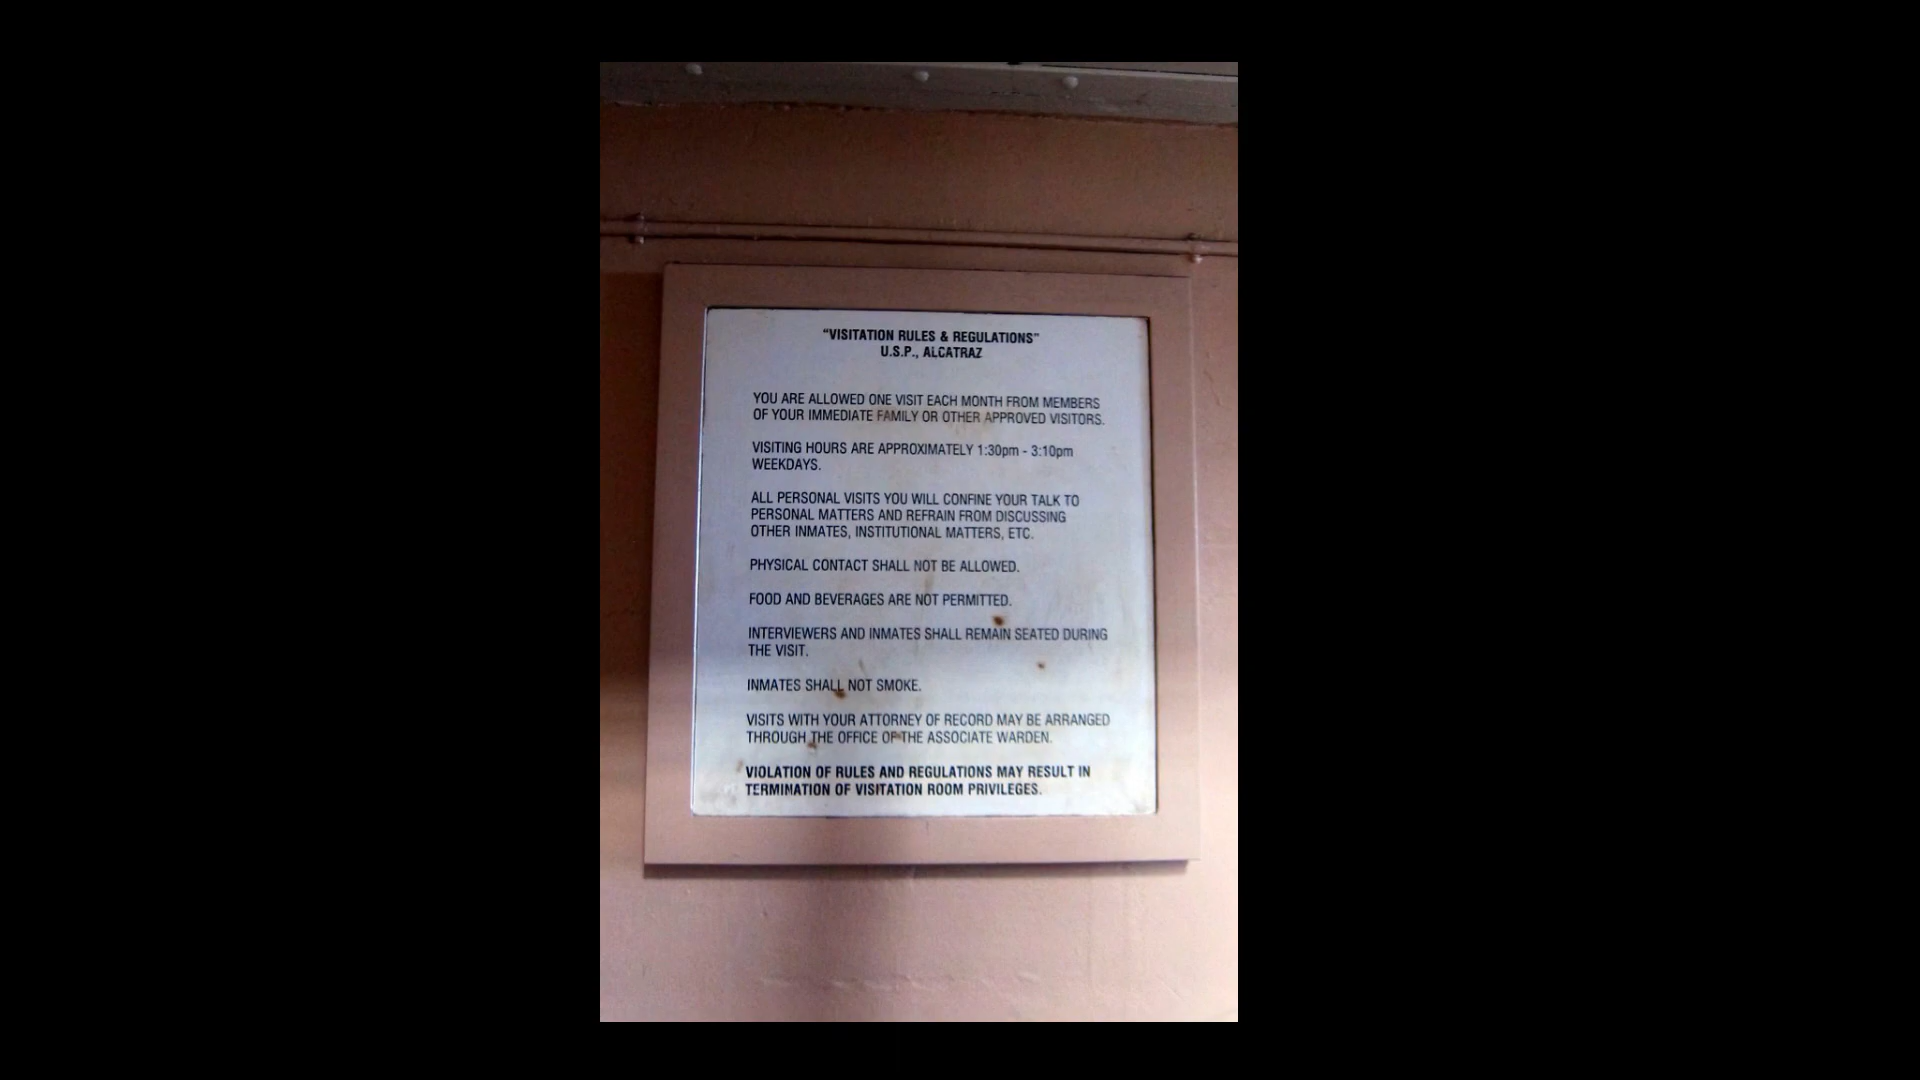 "VISITATION RULES & REGULATIONS"
U.S.P., ALCATRAZ
YOU ARE ALLOWED ONE VISIT EACH MONTH FROM MEMBERS
OF YOUR IMMEDIATE FAMILY OR OTHER APPROVED VISITORS.
VISITING HOURS ARE APPROXIMATELY 1:30pm - 3:10pm
WEEKDAYS.
ALL PERSONAL VISITS YOU WILL CONFINE YOUR TALK TO
PERSONAL MATTERS AND REFRAIN FROM DISCUSSING
OTHER INMATES, INSTITUTIONAL MATTERS, ETC.
PHYSICAL CONTACT SHALL NOT BE ALLOWED.
FOOD AND BEVERAGES ARE NOT PERMITTED.
INTERVIEWERS AND INMATES SHALL REMAIN SEATED DURING
THE VISIT.
INMATES SHALL NOT SMOKE.
VISITS WITH YOUR ATTORNEY OF RECORD MAY BE ARRANGED
THROUGH THE OFFICE OF THE ASSOCIATE WARDEN.
VIOLATION OF RULES AND REGULATIONS MAY RESULT IN
TERMINATION OF VISITATION ROOM PRIVILEGES.